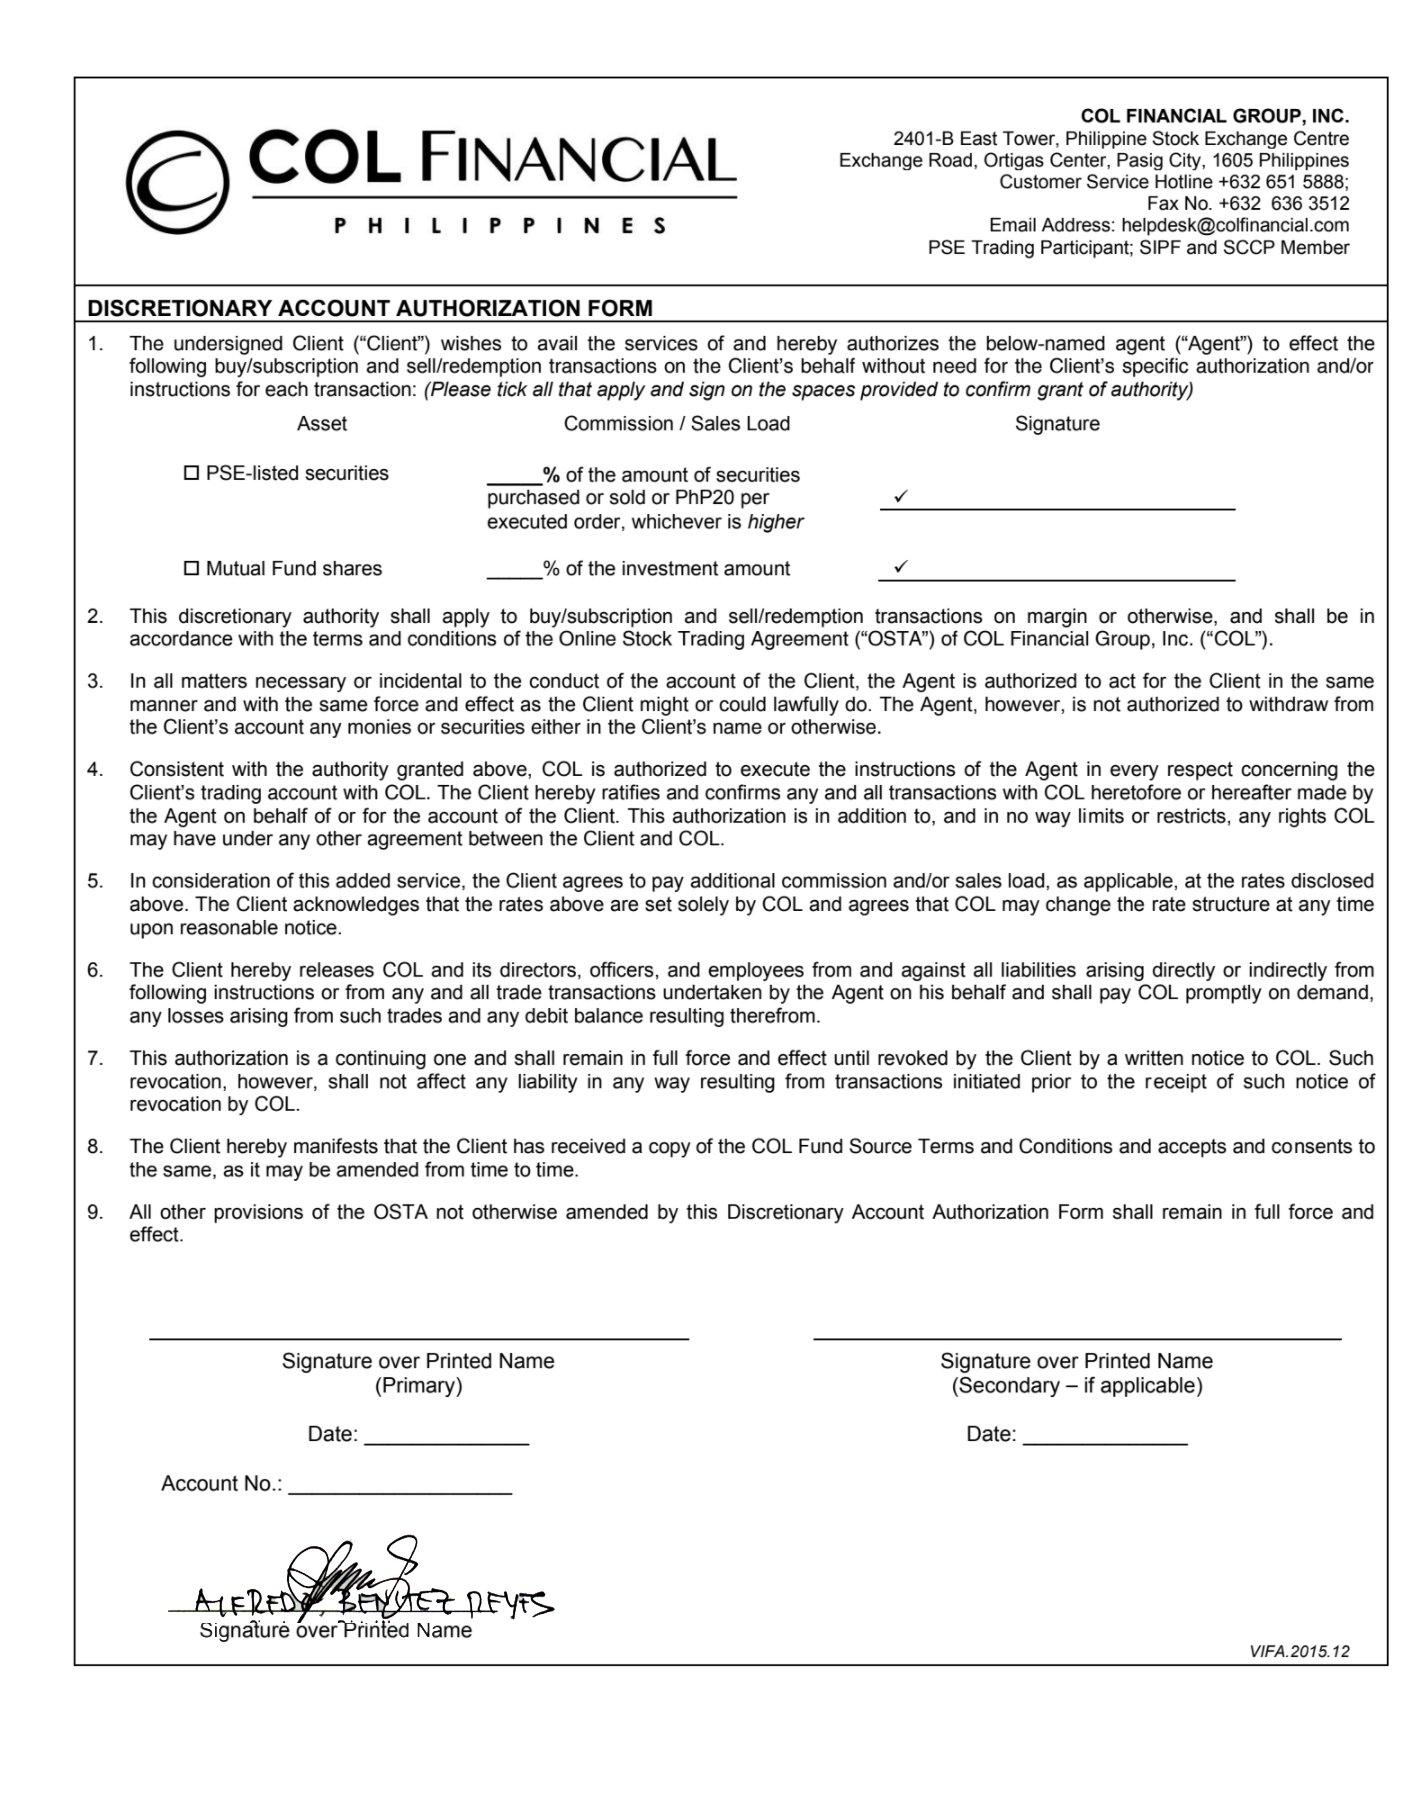 COL FINANCIAL
PHILIPPINES
COL FINANCIAL GROUP, INC.
2401-B East Tower, Philippine Stock Exchange Centre
Exchange Road, Ortigas Center, Pasig City, 1605 Philippines
Customer Service Hotline +632 651 5888;
Fax No. +632 636 3512
Email Address: helpdesk@colfinancial.com
PSE Trading Participant; SIPF and SCCP Member
DISCRETIONARY ACCOUNT AUTHORIZATION FORM
1. The undersigned Client (“Client”) wishes to avail the services of and hereby authorizes the below-named agent (“Agent”) to effect the
following buy/subscription and sell/redemption transactions on the Client’s behalf without need for the Client’s specific authorization and/or
instructions for each transaction: (Please tick all that apply and sign on the spaces provided to confirm grant of authority)
Asset Commission / Sales Load Signature
☐ PSE-listed securities _____% of the amount of securities
purchased or sold or PhP20 per ✓
executed order, whichever is higher
☐ Mutual Fund shares _____% of the investment amount ✓
2. This discretionary authority shall apply to buy/subscription and sell/redemption transactions on margin or otherwise, and shall be in
accordance with the terms and conditions of the Online Stock Trading Agreement (“OSTA”) of COL Financial Group, Inc. (“COL”).
3. In all matters necessary or incidental to the conduct of the account of the Client, the Agent is authorized to act for the Client in the same
manner and with the same force and effect as the Client might or could lawfully do. The Agent, however, is not authorized to withdraw from
the Client’s account any monies or securities either in the Client’s name or otherwise.
4. Consistent with the authority granted above, COL is authorized to execute the instructions of the Agent in every respect concerning the
Client’s trading account with COL. The Client hereby ratifies and confirms any and all transactions with COL heretofore or hereafter made by
the Agent on behalf of or for the account of the Client. This authorization is in addition to, and in no way limits or restricts, any rights COL
may have under any other agreement between the Client and COL.
5. In consideration of this added service, the Client agrees to pay additional commission and/or sales load, as applicable, at the rates disclosed
above. The Client acknowledges that the rates above are set solely by COL and agrees that COL may change the rate structure at any time
upon reasonable notice.
6. The Client hereby releases COL and its directors, officers, and employees from and against all liabilities arising directly or indirectly from
following instructions or from any and all trade transactions undertaken by the Agent on his behalf and shall pay COL promptly on demand,
any losses arising from such trades and any debit balance resulting therefrom.
7. This authorization is a continuing one and shall remain in full force and effect until revoked by the Client by a written notice to COL. Such
revocation, however, shall not affect any liability in any way resulting from transactions initiated prior to the receipt of such notice of
revocation by COL.
8. The Client hereby manifests that the Client has received a copy of the COL Fund Source Terms and Conditions and accepts and consents to
the same, as it may be amended from time to time.
9. All other provisions of the OSTA not otherwise amended by this Discretionary Account Authorization Form shall remain in full force and
effect.
Signature over Printed Name Signature over Printed Name
(Primary) (Secondary – if applicable)
Date: _______________ Date: _______________
Account No.: ____________________
ALFREDO BENITEZ REYES
Signature over Printed Name
VIFA.2015.12